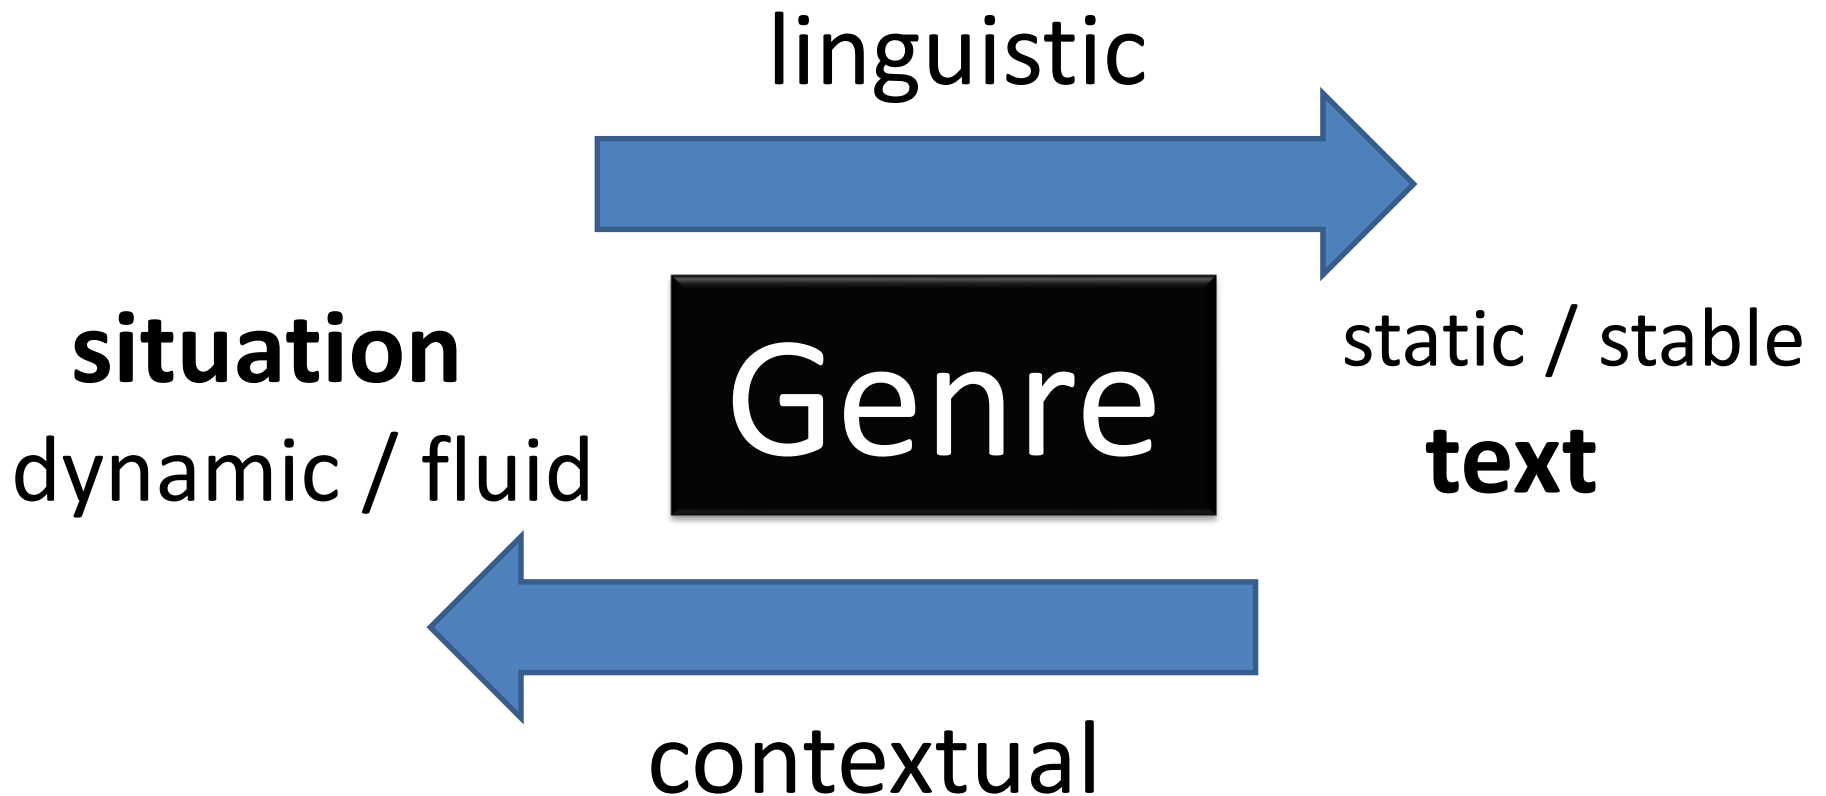 linguistic
situation
dynamic / fluid
Genre
static / stable
text
contextual